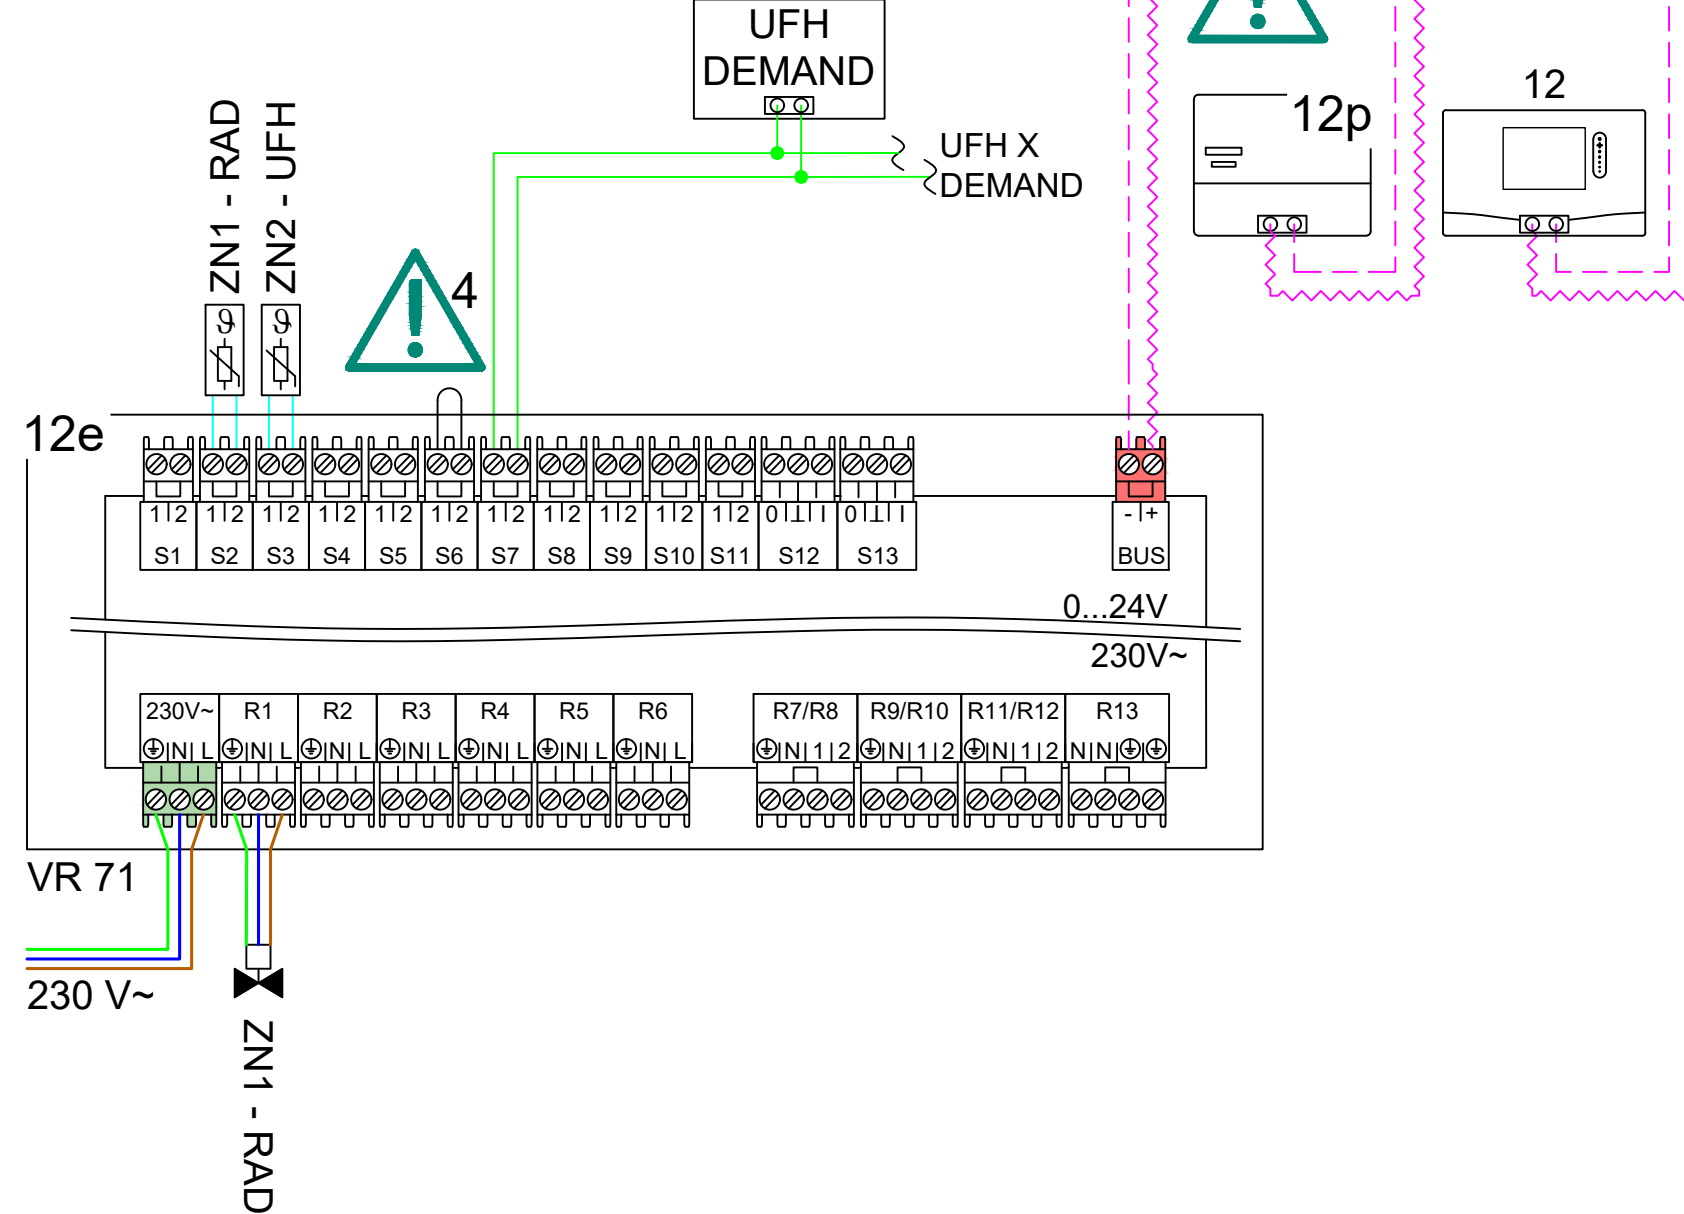 UFH
DEMAND
UFH X
DEMAND
12p
12
ZN1 - RAD
ZN2 - UFH
4
12e
1 2 1 2 1 2 1 2 1 2 1 2 1 2 1 2 1 2 1 2 1 2 0 ⊥ I 0 ⊥ I - +
S1 S2 S3 S4 S5 S6 S7 S8 S9 S10 S11 S12 S13 BUS
0...24V
230V~
230V~ R1 R2 R3 R4 R5 R6 R7/R8 R9/R10 R11/R12 R13
N L N L N L N L N L N L N L N 1 2 N 1 2 N 1 2 N N
VR 71
230 V~
ZN1 - RAD